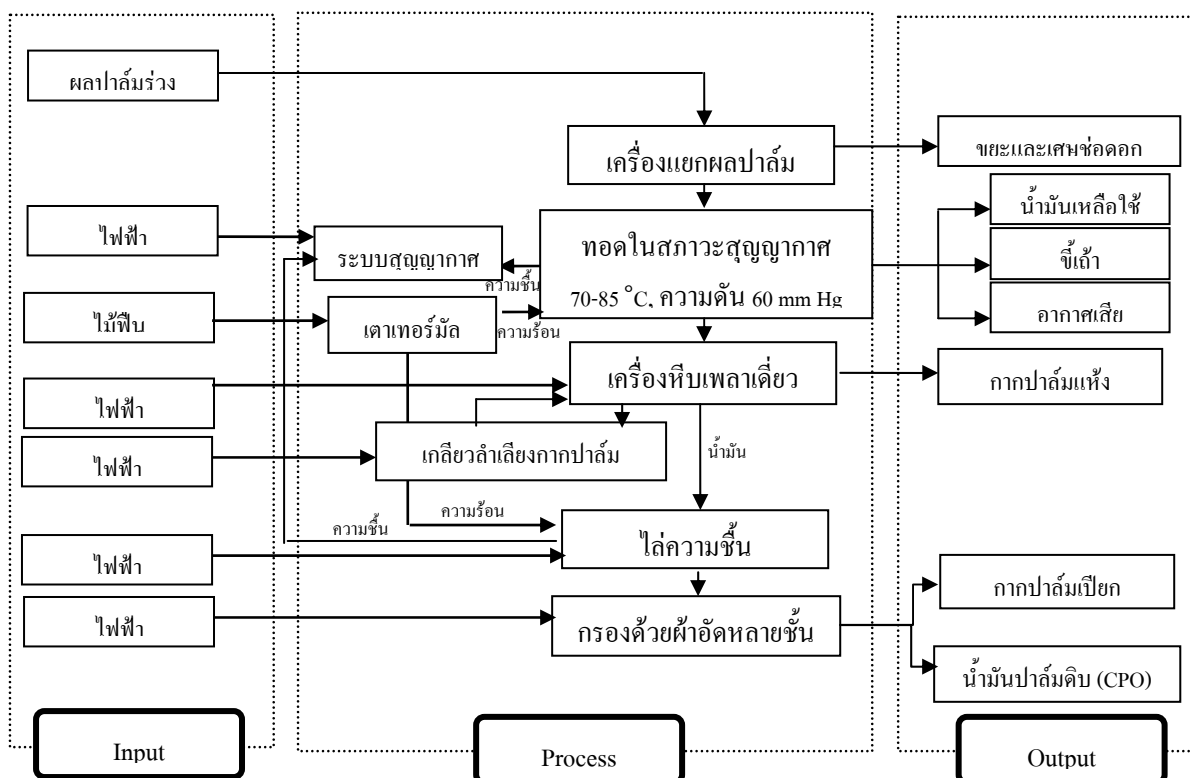 ผลปาล์มร่วง
เครื่องแยกผลปาล์ม
ขยะและเศษช่อดอก
ไฟฟ้า
ระบบสุญญากาศ
ความชื้น
ทอดในสภาวะสุญญากาศ
70-85 °C, ความดัน 60 mm Hg
น้ำมันเหลือใช้
ขี้เถ้า
อากาศเสีย
ไม้ฟืบ
เตาเทอร์มัล
ความร้อน
ไฟฟ้า
เครื่องหีบเพลาเดี่ยว
กากปาล์มแห้ง
ไฟฟ้า
เกลียวลำเลียงกากปาล์ม
น้ำมัน
ความร้อน
ความชื้น
ไฟฟ้า
ไล่ความชื้น
กากปาล์มเปียก
ไฟฟ้า
กรองด้วยผ้าอัดหลายชั้น
น้ำมันปาล์มดิบ (CPO)
Input
Process
Output